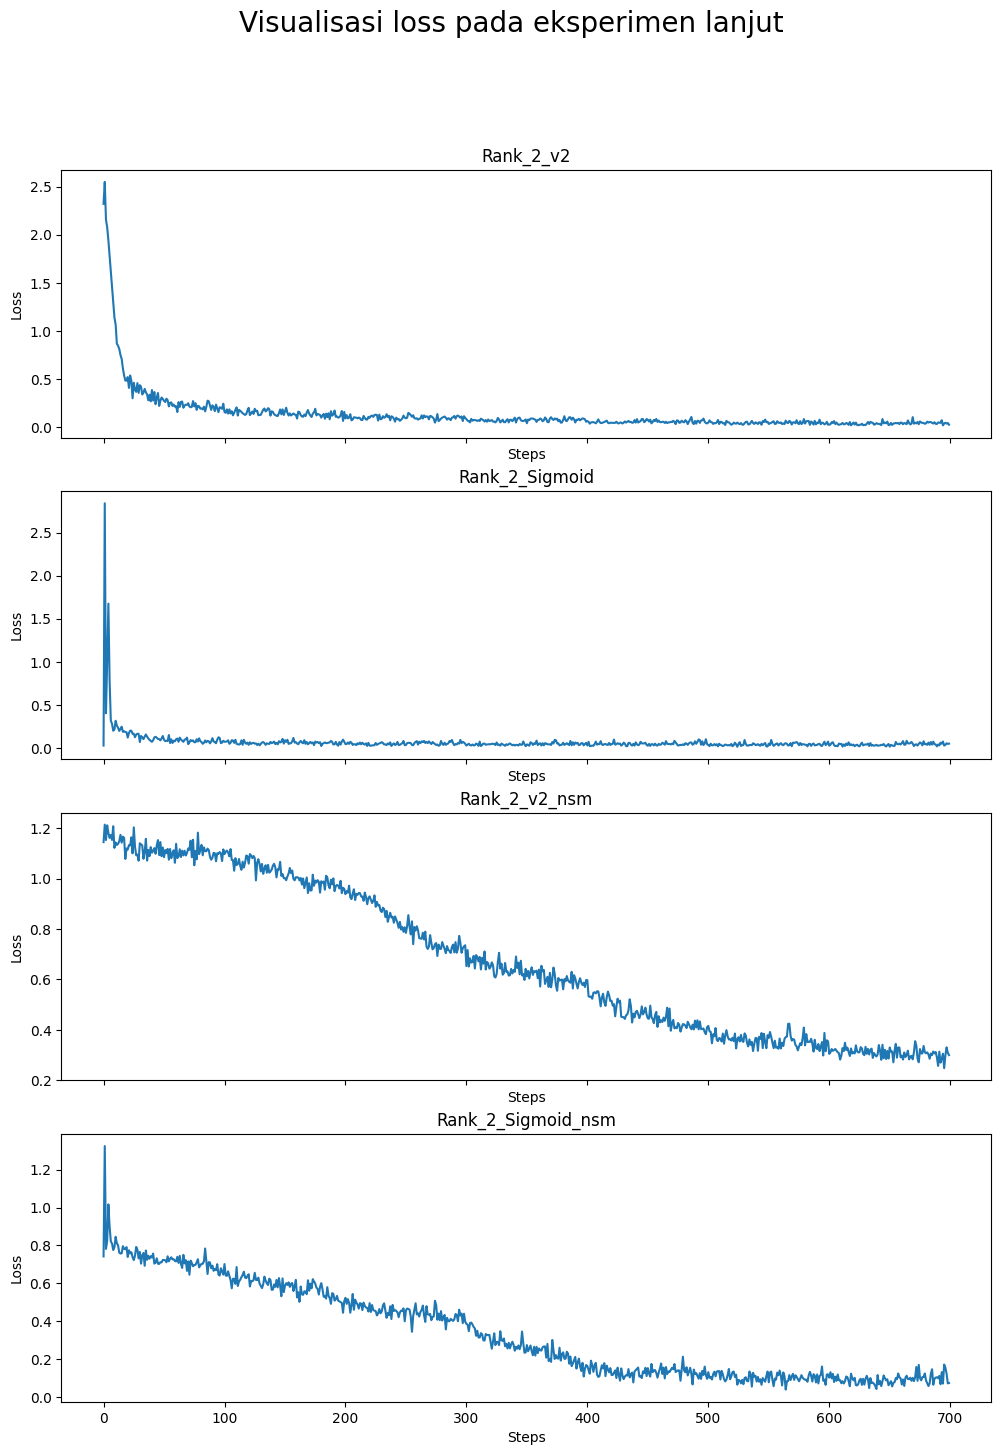 Visualisasi loss pada eksperimen lanjut
Rank_2_v2
2.5
2.0
1.5
1.0
0.5
0.0
Loss
Steps
Rank_2_Sigmoid
2.5
2.0
1.5
1.0
0.5
0.0
Loss
Steps
Rank_2_v2_nsm
1.2
1.0
0.8
0.6
0.4
0.2
Loss
Steps
Rank_2_Sigmoid_nsm
1.2
1.0
0.8
0.6
0.4
0.2
0.0
Loss
0 100 200 300 400 500 600 700
Steps